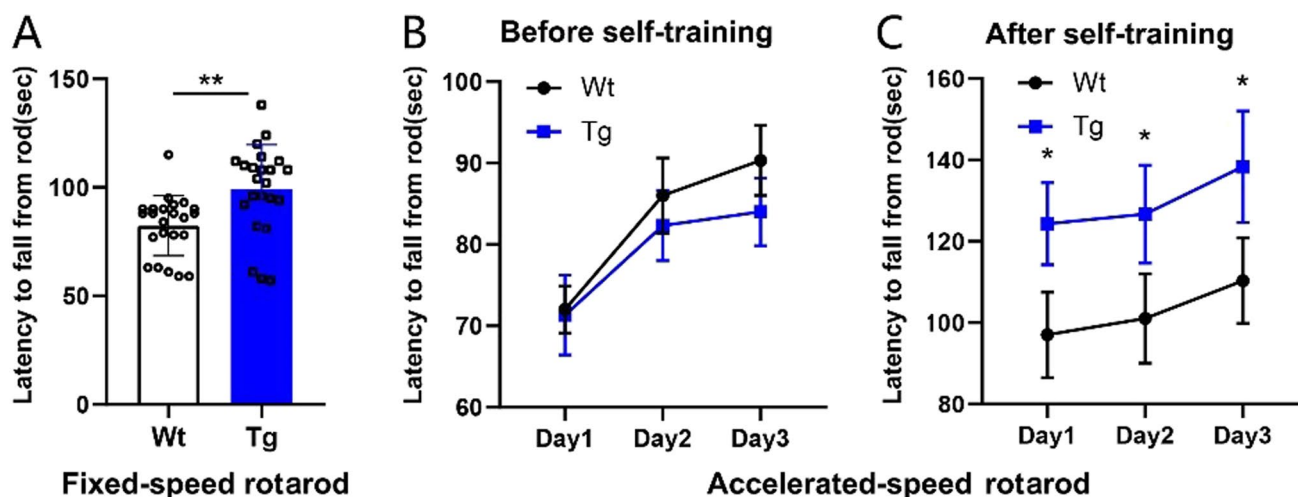 A
Latency to fall from rod(sec)
150
100
50
0
**
Wt
Tg
Fixed-speed rotarod
B
Before self-training
Latency to fall from rod(sec)
100
90
80
70
60
Wt
Tg
Day1
Day2
Day3
C
After self-training
Latency to fall from rod(sec)
160
140
120
100
80
Wt
Tg
*
*
*
Day1
Day2
Day3
Accelerated-speed rotarod